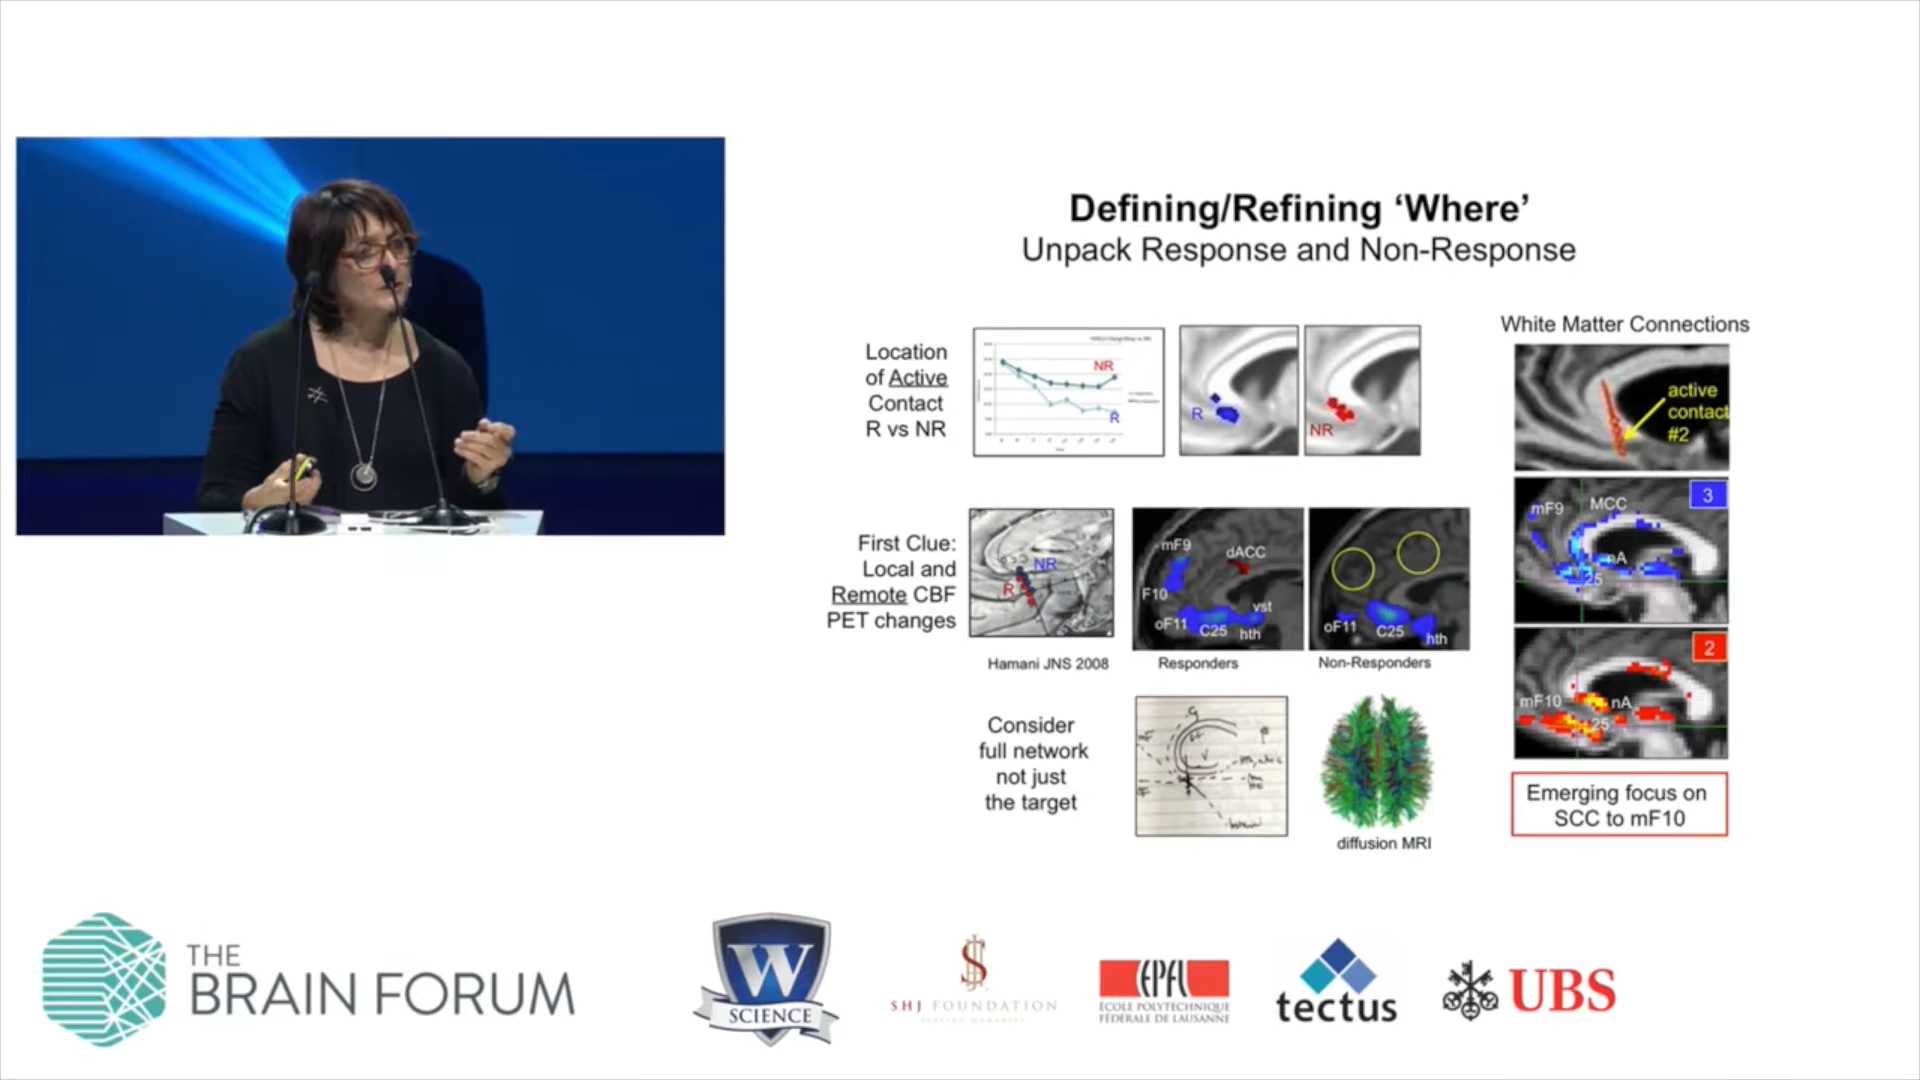 Defining/Refining ‘Where’
Unpack Response and Non-Response
Location
of Active
Contact
R vs NR
NR
R
R
NR
White Matter Connections
active
contact
#2
First Clue:
Local and
Remote CBF
PET changes
NR
R
Hamani JNS 2008
mF9
dACC
F10
oF11
C25
vst
hth
Responders
oF11
C25
hth
Non-Responders
3
mF9
MCC
nA
25
2
mF10
nA
25
Consider
full network
not just
the target
diffusion MRI
Emerging focus on
SCC to mF10
THE
BRAIN FORUM
W
SCIENCE
SHJ FOUNDATION
EPFL
ÉCOLE POLYTECHNIQUE
FÉDÉRALE DE LAUSANNE
tectus
UBS